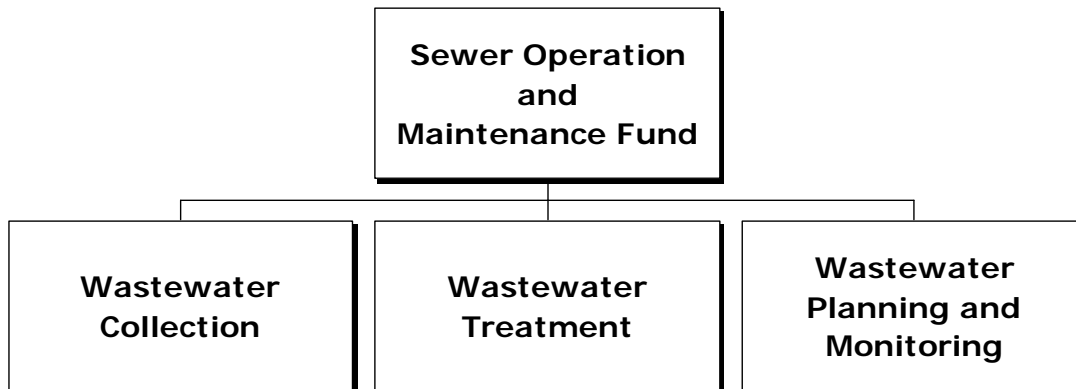 Sewer Operation
and
Maintenance Fund
Wastewater
Collection
Wastewater
Treatment
Wastewater
Planning and
Monitoring